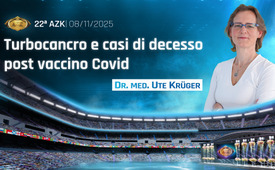 22ª AZK | 08/11/2025
Turbocancro e casi di decesso
post vaccino Covid
DR. MED. UTE KRÜGER